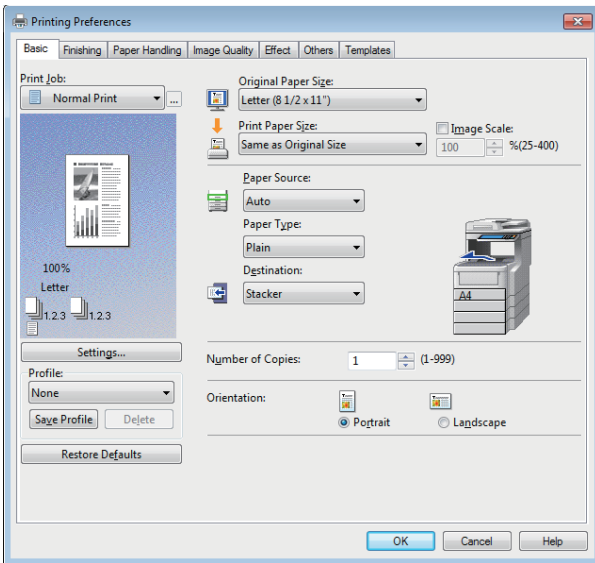 Printing Preferences
Basic Finishing Paper Handling Image Quality Effect Others Templates
Print Job:
Normal Print ...
100%
Letter
1.2.3 1.2.3
Settings...
Profile:
None
Save Profile Delete
Restore Defaults
Original Paper Size:
Letter (8 1/2 x 11")
Print Paper Size:
Same as Original Size
Image Scale:
100 %(25-400)
Paper Source:
Auto
Paper Type:
Plain
Destination:
Stacker
A4
Number of Copies: 1 (1-999)
Orientation:
Portrait Landscape
OK Cancel Help